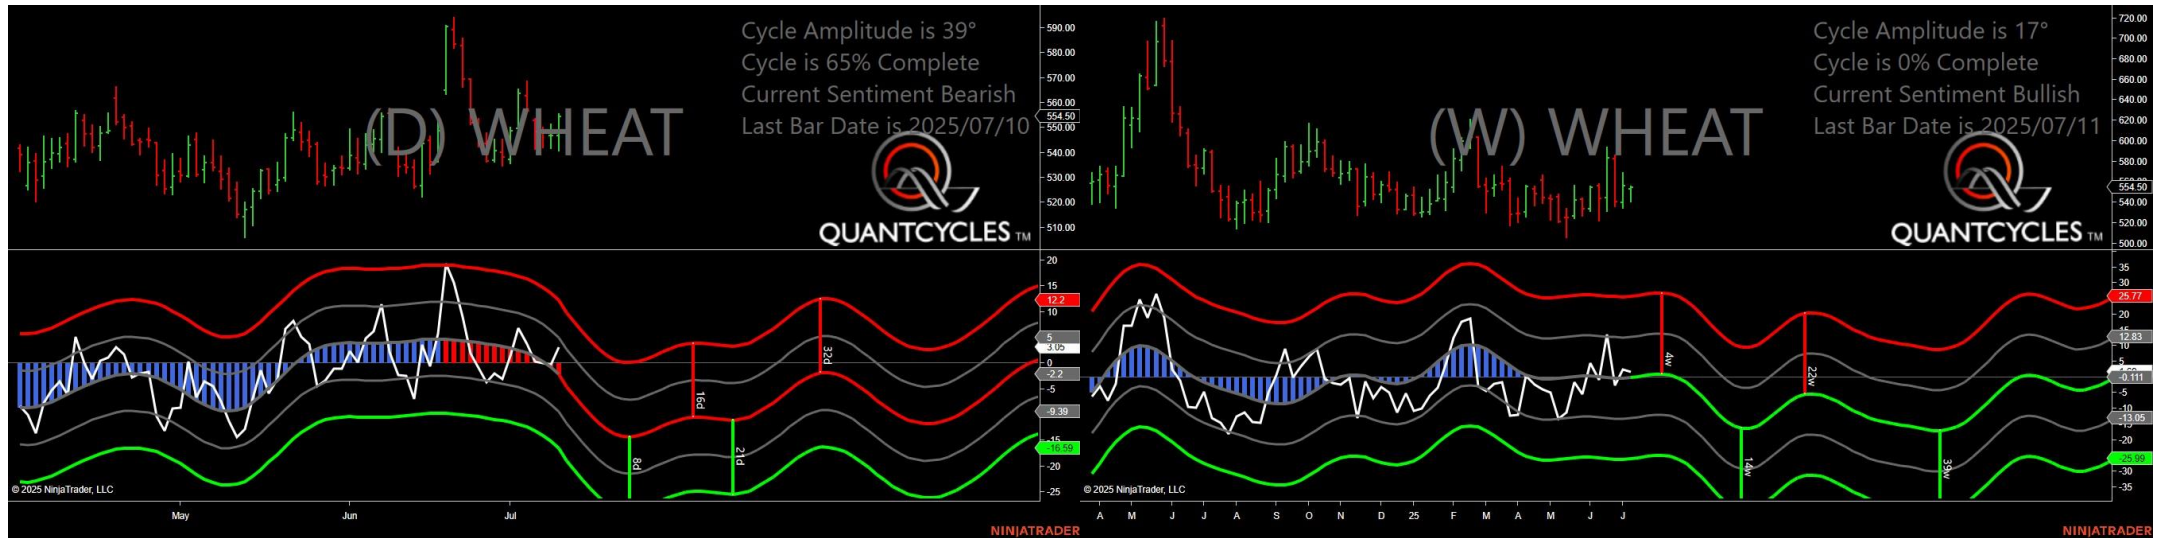 Cycle Amplitude is 39°
Cycle is 65% Complete
Current Sentiment Bearish
Last Bar Date is 2025/07/10
(D) WHEAT
QUANTCYCLES TM
590.00
580.00
570.00
560.00
554.50
550.00
540.00
530.00
520.00
510.00
20
15
12.2
10
5
3.05
0
-2.2
-5
-9.39
-15
-16.59
-20
-25
8d
16d
21d
32d
© 2025 NinjaTrader, LLC
May
Jun
Jul
NINJATRADER
Cycle Amplitude is 17°
Cycle is 0% Complete
Current Sentiment Bullish
Last Bar Date is 2025/07/11
(W) WHEAT
QUANTCYCLES TM
720.00
700.00
680.00
660.00
640.00
620.00
600.00
580.00
554.50
540.00
520.00
500.00
35
30
25.77
20
15
12.83
10
5
-0.111
-5
-10
-13.05
-20
-25.99
-30
-35
4w
14w
22w
39w
© 2025 NinjaTrader, LLC
A M J J A S O N D 25 F M A M J J
NINJATRADER